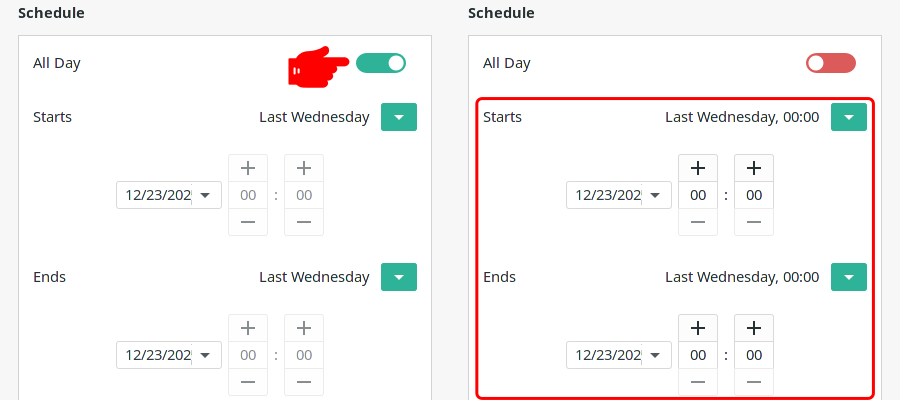 Schedule
All Day
Starts Last Wednesday
12/23/202 00 : 00
Ends Last Wednesday
12/23/202 00 : 00
Schedule
All Day
Starts Last Wednesday, 00:00
12/23/202 00 : 00
Ends Last Wednesday, 00:00
12/23/202 00 : 00